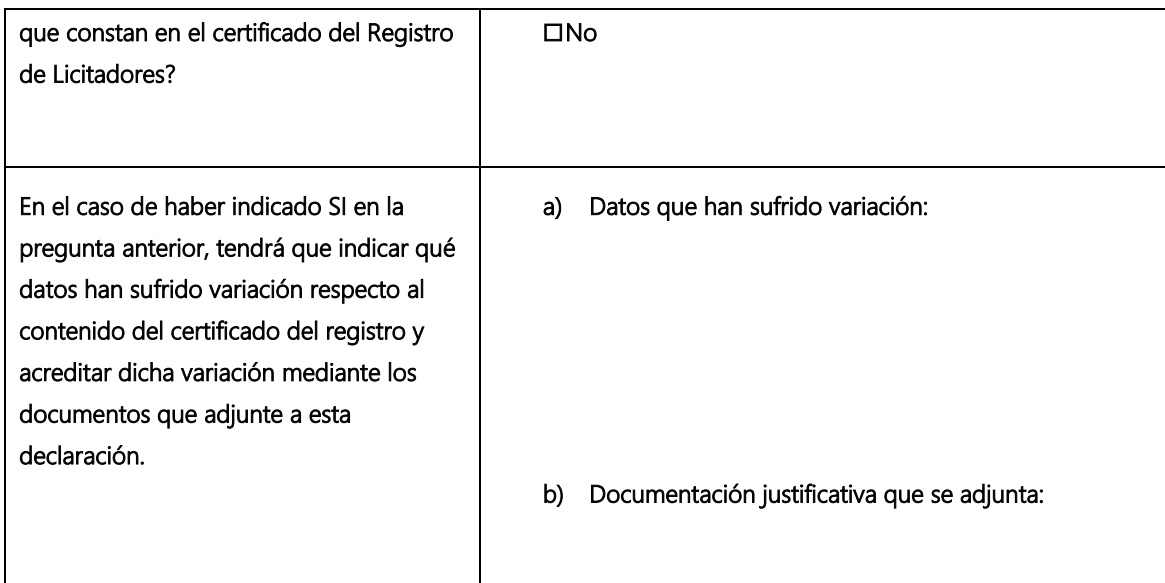 que constan en el certificado del Registro
de Licitadores?
☐No
En el caso de haber indicado SI en la
pregunta anterior, tendrá que indicar qué
datos han sufrido variación respecto al
contenido del certificado del registro y
acreditar dicha variación mediante los
documentos que adjunte a esta
declaración.
a) Datos que han sufrido variación:
b) Documentación justificativa que se adjunta: